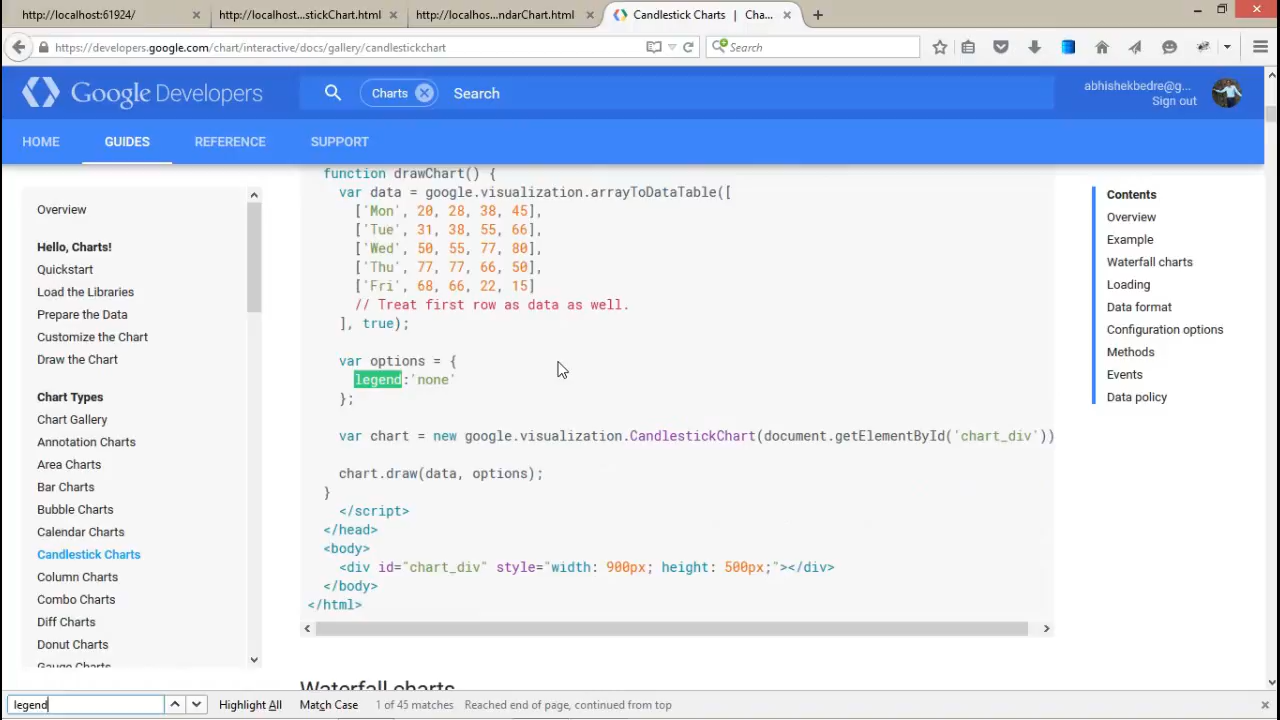 http://localhost:61924/
http://localhost...stickChart.html
http://localhos...ndarChart.html
Candlestick Charts | Cha...
https://developers.google.com/chart/interactive/docs/gallery/candlestickchart
Search
Google Developers
Charts
Search
abhishekbedre@g...
Sign out
HOME
GUIDES
REFERENCE
SUPPORT
Overview
Hello, Charts!
Quickstart
Load the Libraries
Prepare the Data
Customize the Chart
Draw the Chart
Chart Types
Chart Gallery
Annotation Charts
Area Charts
Bar Charts
Bubble Charts
Calendar Charts
Candlestick Charts
Column Charts
Combo Charts
Diff Charts
Donut Charts
Gauge Charts
function drawChart() {
var data = google.visualization.arrayToDataTable([
['Mon', 20, 28, 38, 45],
['Tue', 31, 38, 55, 66],
['Wed', 50, 55, 77, 80],
['Thu', 77, 77, 66, 50],
['Fri', 68, 66, 22, 15]
// Treat first row as data as well.
], true);
var options = {
legend:'none'
};
var chart = new google.visualization.CandlestickChart(document.getElementById('chart_div'))
chart.draw(data, options);
}
</script>
</head>
<body>
<div id="chart_div" style="width: 900px; height: 500px;"></div>
</body>
</html>
Waterfall charts
Contents
Overview
Example
Waterfall charts
Loading
Data format
Configuration options
Methods
Events
Data policy
legend
Highlight All
Match Case
1 of 45 matches
Reached end of page, continued from top